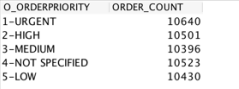 O_ORDERPRIORITY ORDER_COUNT
1-URGENT 10640
2-HIGH 10501
3-MEDIUM 10396
4-NOT SPECIFIED 10523
5-LOW 10430